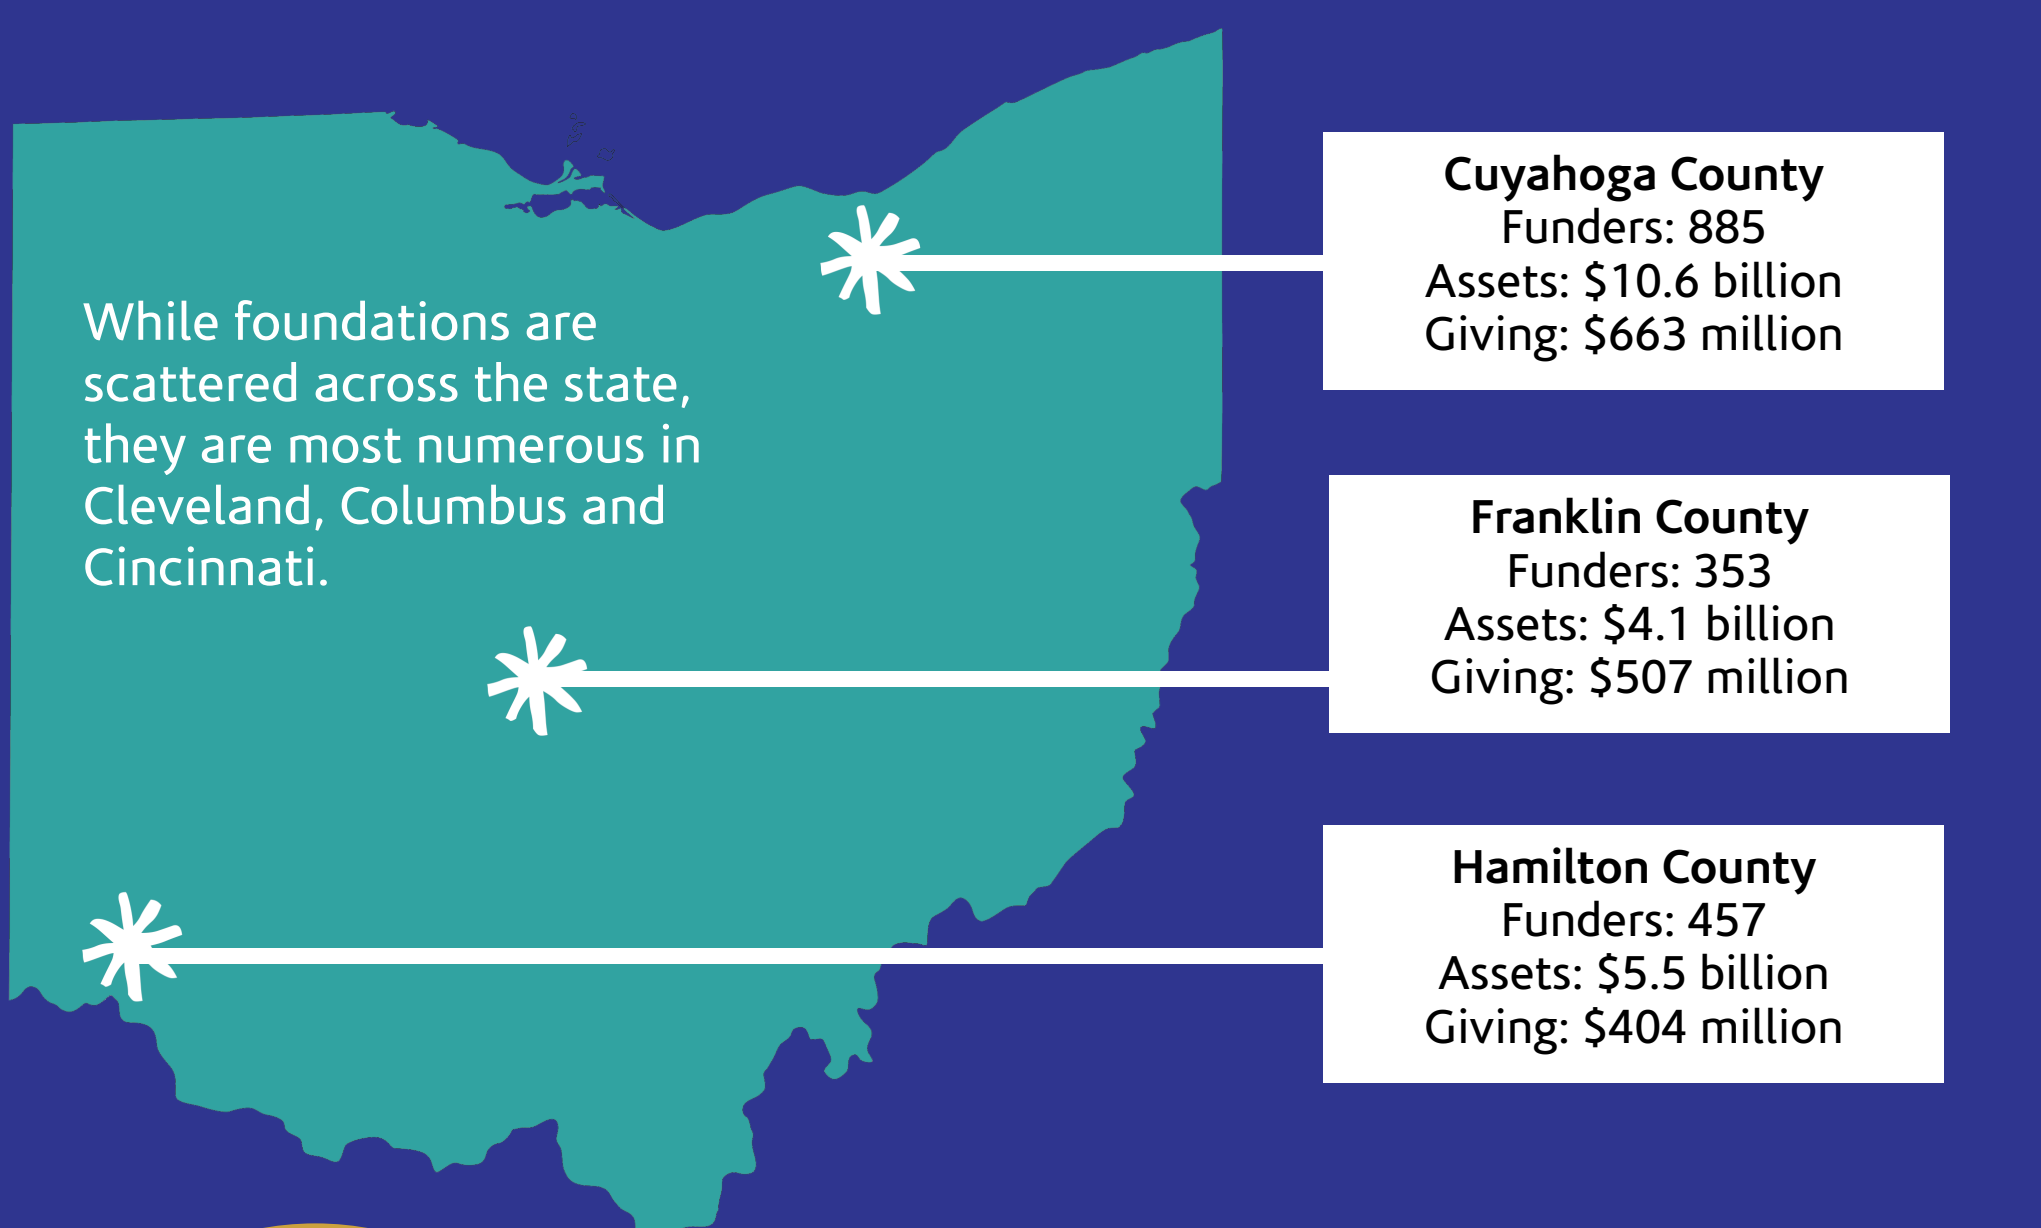 While foundations are
scattered across the state,
they are most numerous in
Cleveland, Columbus and
Cincinnati.
Cuyahoga County
Funders: 885
Assets: $10.6 billion
Giving: $663 million
Franklin County
Funders: 353
Assets: $4.1 billion
Giving: $507 million
Hamilton County
Funders: 457
Assets: $5.5 billion
Giving: $404 million